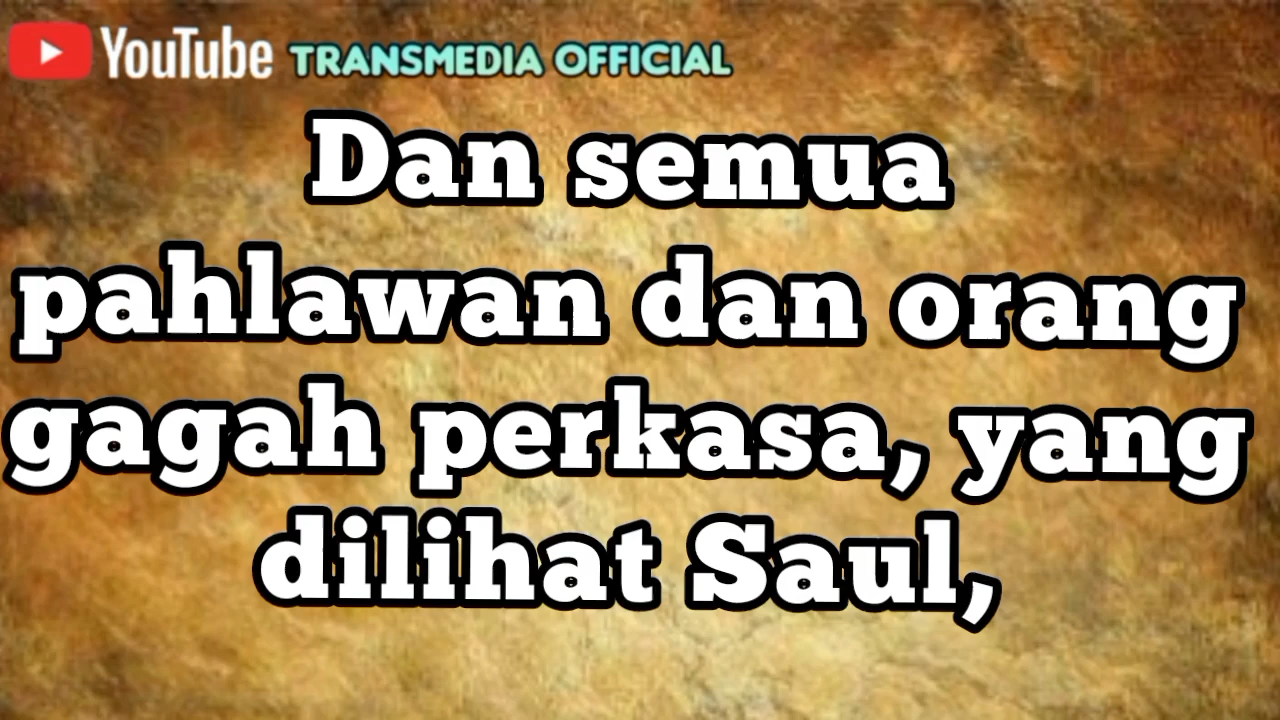 YouTube TRANSMEDIA OFFICIAL
Dan semua
pahlawan dan orang
gagah perkasa, yang
dilihat Saul,